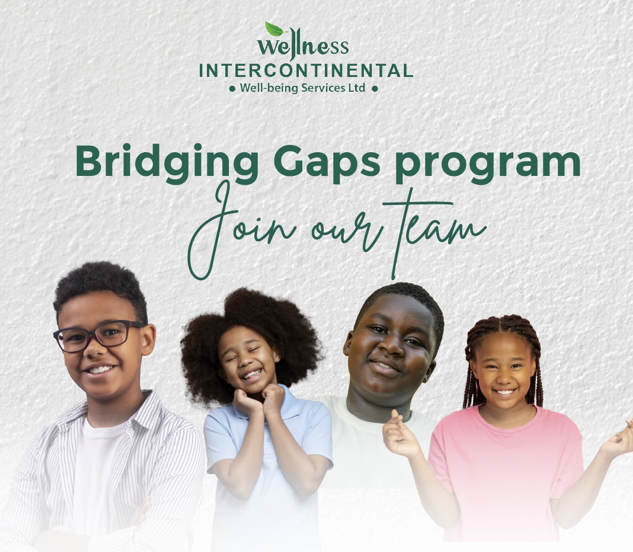 Wellness
INTERCONTINENTAL
• Well-being Services Ltd •
Bridging Gaps program
Join our team